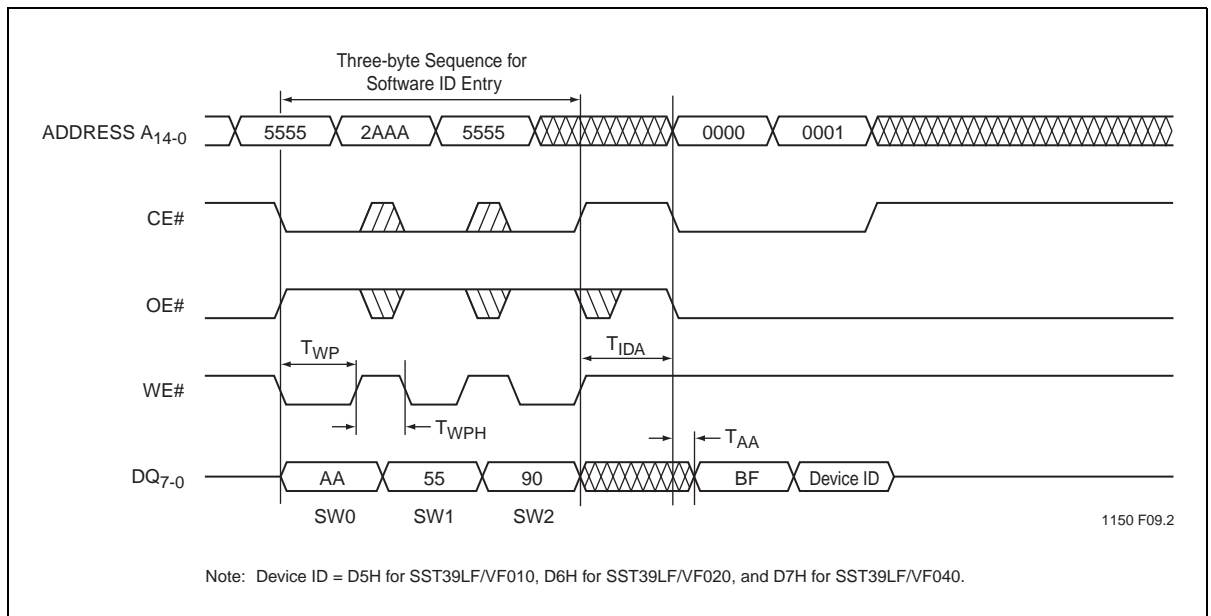 Three-byte Sequence for
Software ID Entry
ADDRESS A14-0 5555 2AAA 5555 0000 0001
CE#
OE#
TWP TIDA
WE#
TWPH TAA
DQ7-0 AA 55 90 BF Device ID
SW0 SW1 SW2
1150 F09.2
Note: Device ID = D5H for SST39LF/VF010, D6H for SST39LF/VF020, and D7H for SST39LF/VF040.